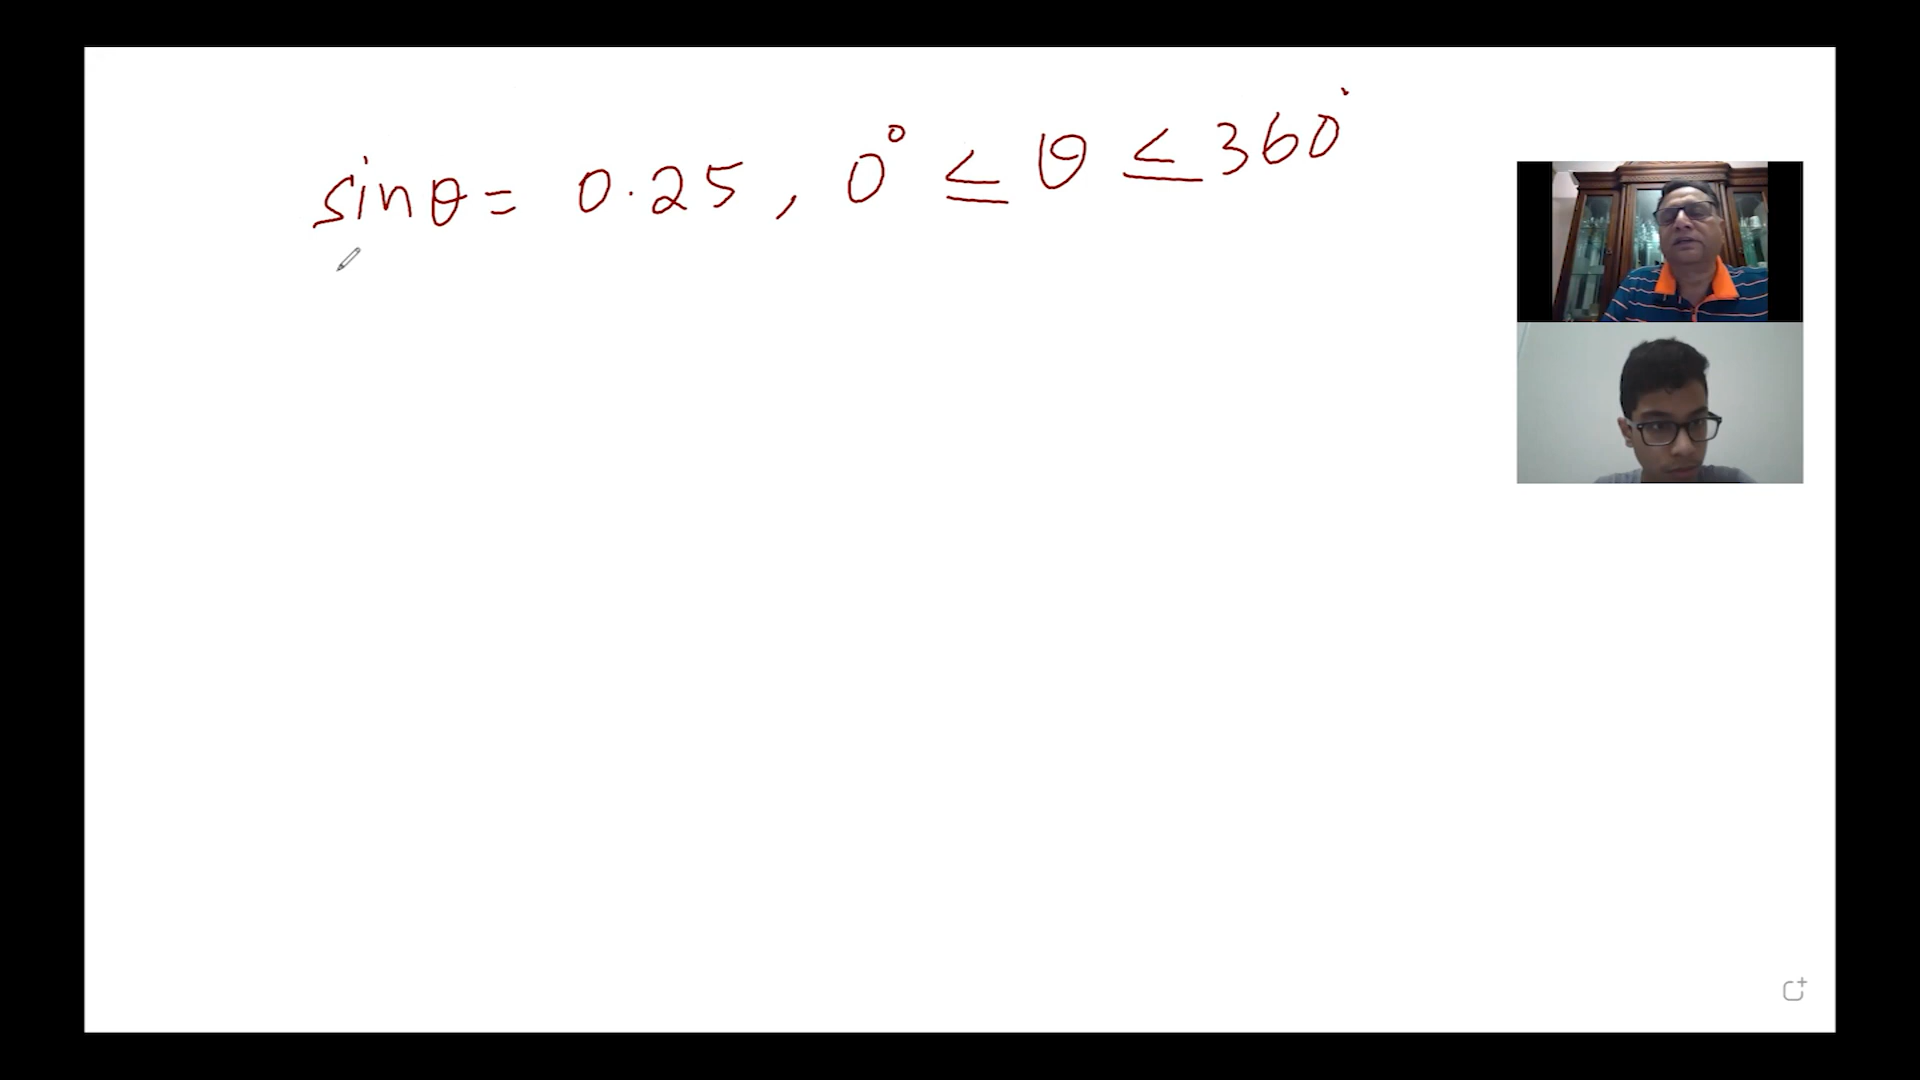 sinθ = 0.25, 0° ≤ θ ≤ 360°